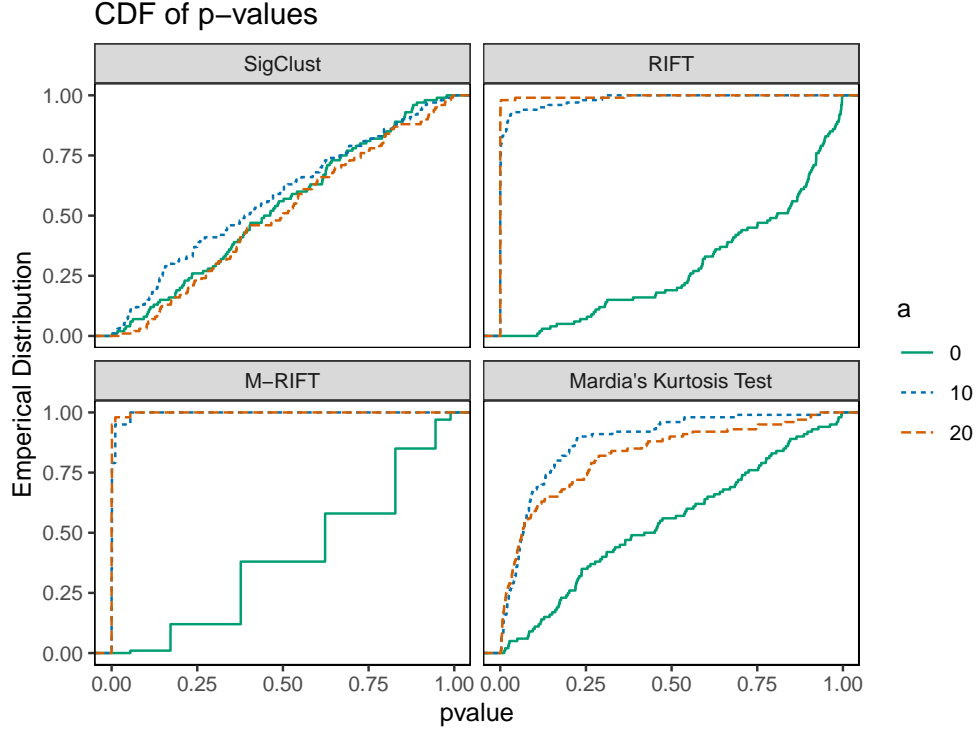 CDF of p−values
SigClust
RIFT
1.00
0.75
0.50
0.25
0.00
M−RIFT
Mardia's Kurtosis Test
1.00
0.75
0.50
0.25
0.00
0.00 0.25 0.50 0.75 1.00
0.00 0.25 0.50 0.75 1.00
pvalue
Emperical Distribution
a
0
10
20